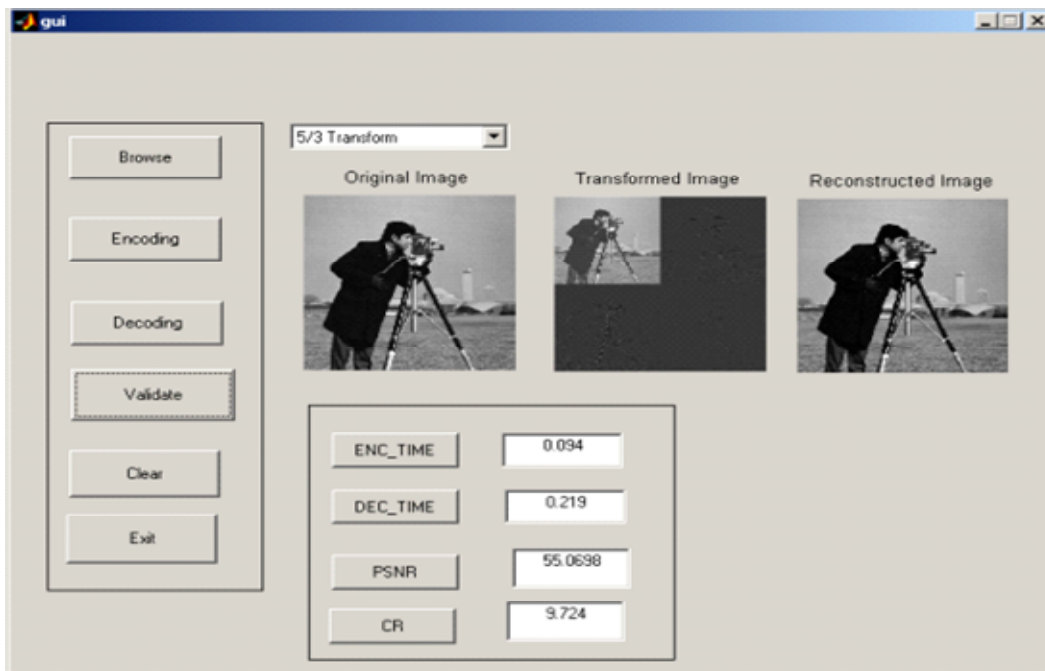 gui
Browse
Encoding
Decoding
Validate
Clear
Exit
5/3 Transform
Original Image
Transformed Image
Reconstructed Image
ENC_TIME
0.094
DEC_TIME
0.219
PSNR
55.0698
CR
9.724